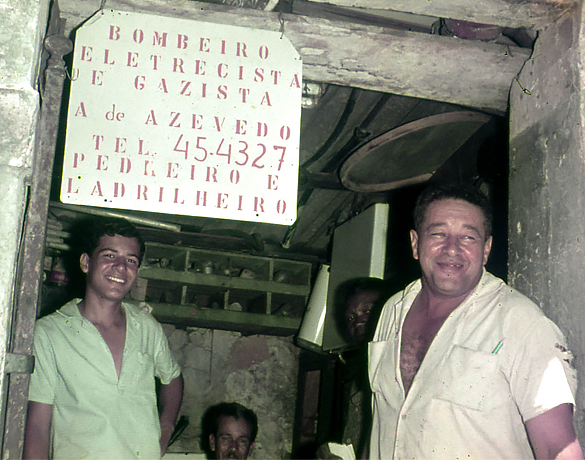 BOMBEIRO
ELETRECISTA
E GAZISTA
A de AZEVEDO
TEL. 45-4327
PEDREIRO E
LADRILHEIRO